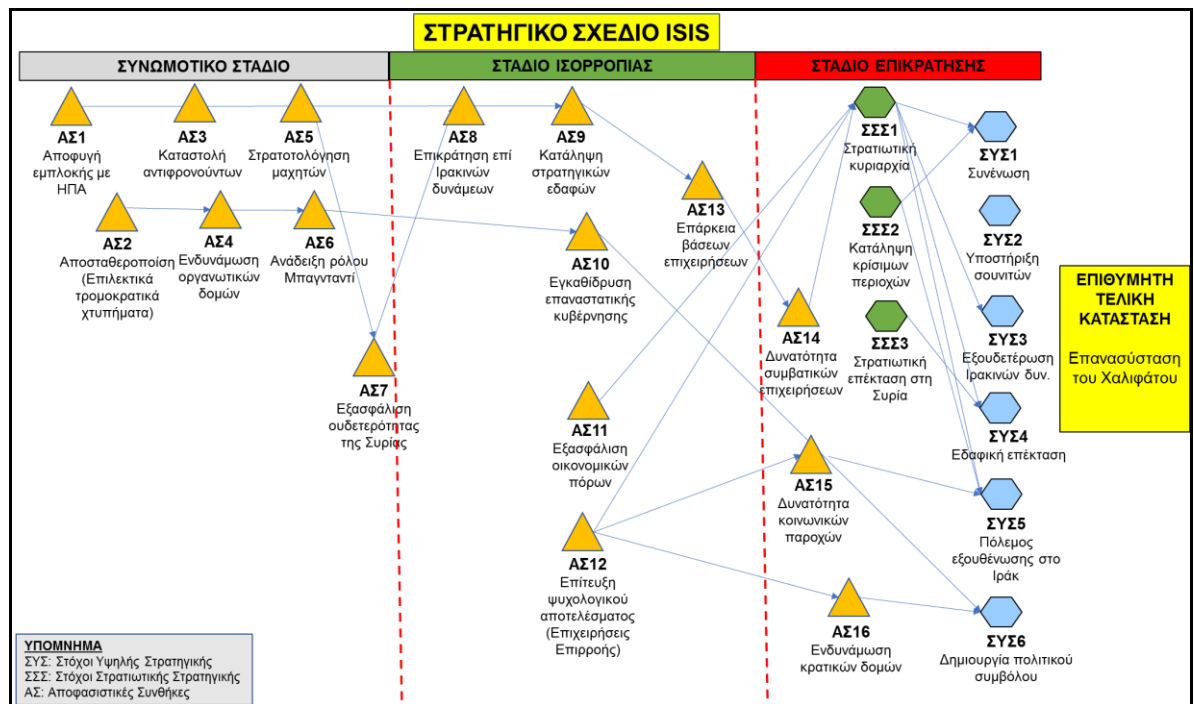 ΣΤΡΑΤΗΓΙΚΟ ΣΧΕΔΙΟ ISIS
ΣΥΝΩΜΟΤΙΚΟ ΣΤΑΔΙΟ
ΣΤΑΔΙΟ ΙΣΟΡΡΟΠΙΑΣ
ΣΤΑΔΙΟ ΕΠΙΚΡΑΤΗΣΗΣ
ΑΣ1
Αποφυγή
εμπλοκής με
ΗΠΑ
ΑΣ3
Καταστολή
αντιφρονούντων
ΑΣ5
Στρατοτολόγηση
μαχητών
ΑΣ8
Επικράτηση επί
Ιρακινών
δυνάμεων
ΑΣ9
Κατάληψη
στρατηγικών
εδαφών
ΣΣΣ1
Στρατιωτική
κυριαρχία
ΣΥΣ1
Συνένωση
ΑΣ2
Αποσταθεροποίση
(Επιλεκτικά
τρομοκρατικά
χτυπήματα)
ΑΣ4
Ενδυνάμωση
οργανωτικών
δομών
ΑΣ6
Ανάδειξη ρόλου
Μπαγνταντί
ΑΣ10
Εγκαθίδρυση
επαναστατικής
κυβέρνησης
ΑΣ13
Επάρκεια
βάσεων
επιχειρήσεων
ΣΣΣ2
Κατάληψη
κρίσιμων
περιοχών
ΣΥΣ2
Υποστήριξη
σουνιτών
ΑΣ7
Εξασφάλιση
ουδετερότητας
της Συρίας
ΑΣ14
Δυνατότητα
συμβατικών
επιχειρήσεων
ΣΣΣ3
Στρατιωτική
επέκταση στη
Συρία
ΣΥΣ3
Εξουδετέρωση
Ιρακινών δυν.
ΕΠΙΘΥΜΗΤΗ
ΤΕΛΙΚΗ
ΚΑΤΑΣΤΑΣΗ
Επανασύσταση
του Χαλιφάτου
ΑΣ11
Εξασφάλιση
οικονομικών
πόρων
ΣΥΣ4
Εδαφική επέκταση
ΑΣ15
Δυνατότητα
κοινωνικών
παροχών
ΣΥΣ5
Πόλεμος
εξουθένωσης στο
Ιράκ
ΑΣ12
Επίτευξη
ψυχολογικού
αποτελέσματος
(Επιχειρήσεις
Επιρροής)
ΑΣ16
Ενδυνάμωση
κρατικών δομών
ΣΥΣ6
Δημιουργία πολιτικού
συμβόλου
ΥΠΟΜΝΗΜΑ
ΣΥΣ: Στόχοι Υψηλής Στρατηγικής
ΣΣΣ: Στόχοι Στρατιωτικής Στρατηγικής
ΑΣ: Αποφασιστικές Συνθήκες